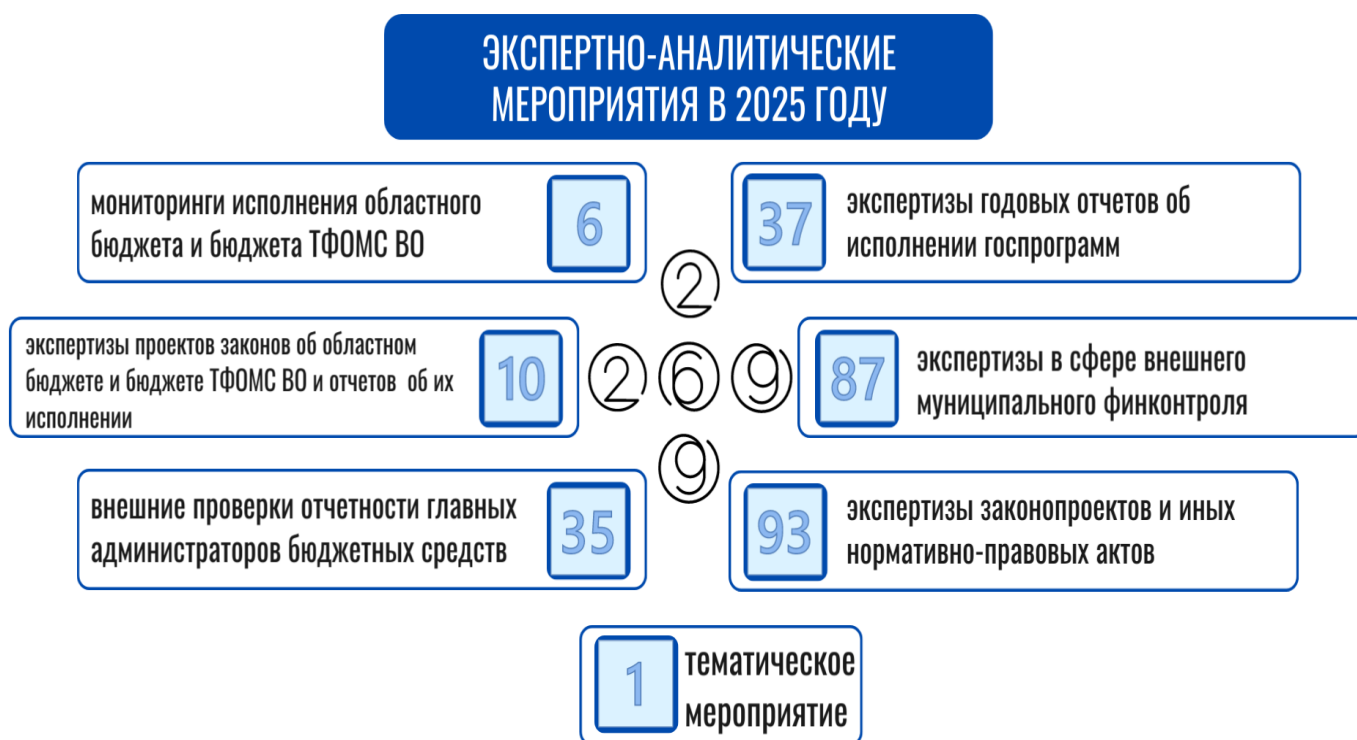 ЭКСПЕРТНО-АНАЛИТИЧЕСКИЕ
МЕРОПРИЯТИЯ В 2025 ГОДУ
мониторинги исполнения областного
бюджета и бюджета ТФОМС ВО
6
37
экспертизы годовых отчетов об
исполнении госпрограмм
2
экспертизы проектов законов об областном
бюджете и бюджете ТФОМС ВО и отчетов об их
исполнении
10
2 6 9
87
экспертизы в сфере внешнего
муниципального финконтроля
9
внешние проверки отчетности главных
администраторов бюджетных средств
35
93
экспертизы законопроектов и иных
нормативно-правовых актов
1
тематическое
мероприятие